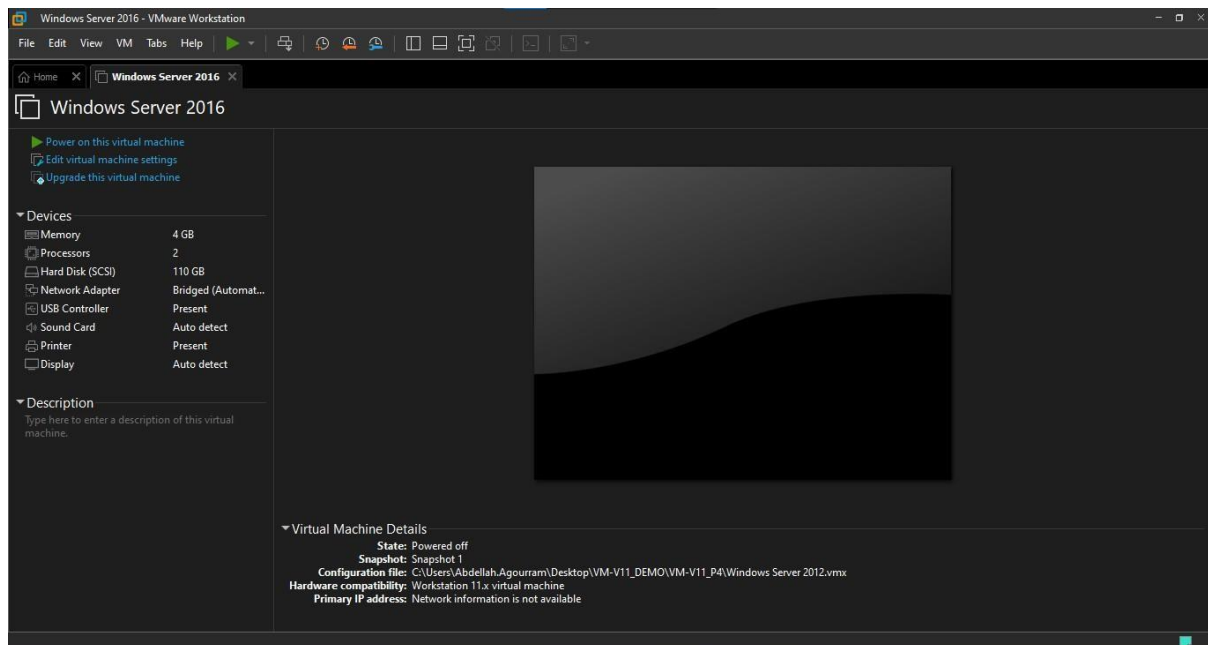 Windows Server 2016 - VMware Workstation
File Edit View VM Tabs Help
Home Windows Server 2016
Windows Server 2016
Power on this virtual machine
Edit virtual machine settings
Upgrade this virtual machine
Devices
Memory 4 GB
Processors 2
Hard Disk (SCSI) 110 GB
Network Adapter Bridged (Automat...
USB Controller Present
Sound Card Auto detect
Printer Present
Display Auto detect
Description
Type here to enter a description of this virtual
machine.
Virtual Machine Details
State: Powered off
Snapshot: Snapshot 1
Configuration file: C:\Users\Abdellah.Agourram\Desktop\VM-V11_DEMO\VM-V11_P4\Windows Server 2012.vmx
Hardware compatibility: Workstation 11.x virtual machine
Primary IP address: Network information is not available